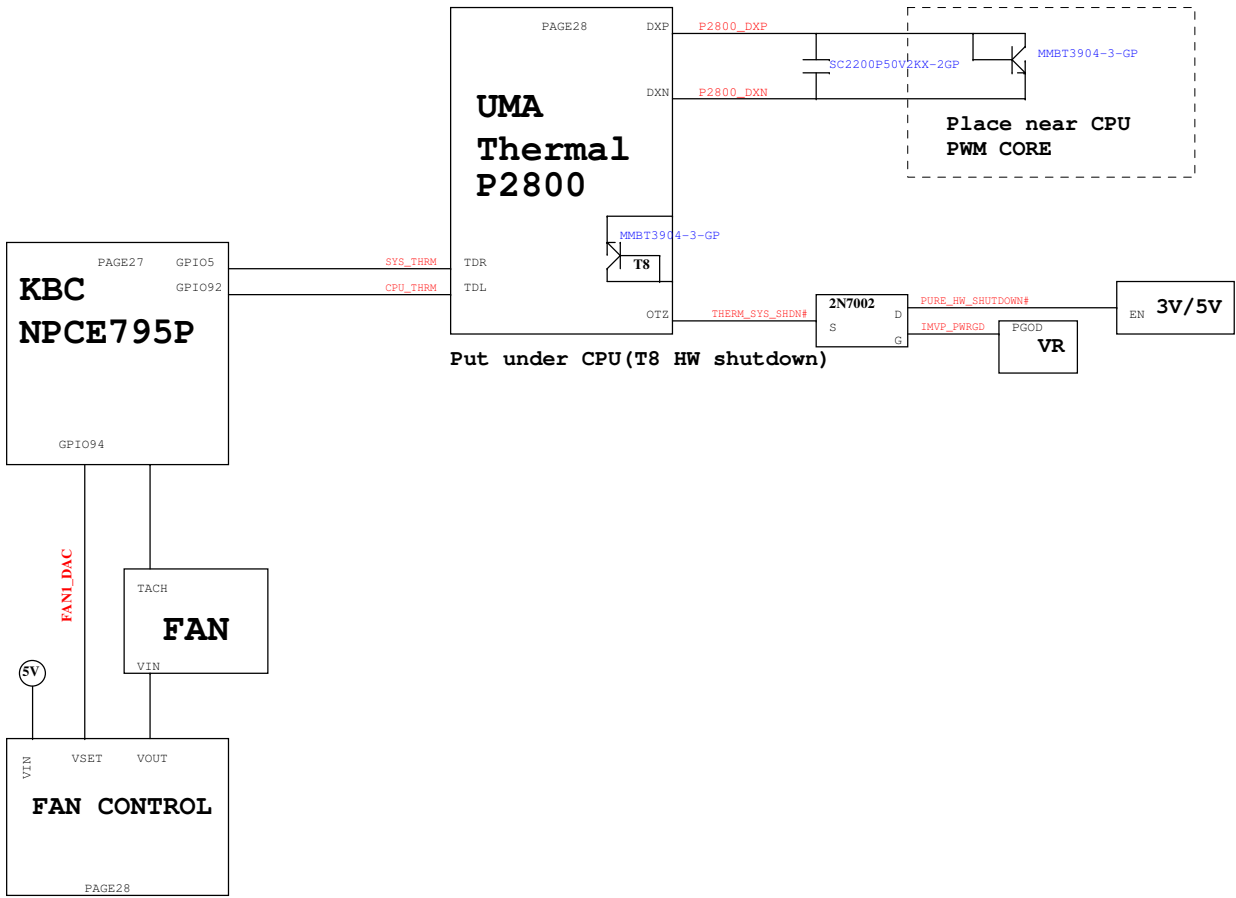 PAGE28
DXP
P2800_DXP
MMBT3904-3-GP
SC2200P50V2KX-2GP
DXN
P2800_DXN
UMA
Thermal
P2800
Place near CPU
PWM CORE
MMBT3904-3-GP
T8
PAGE27
GPIO5
SYS_THRM
TDR
GPIO92
CPU_THRM
TDL
KBC
NPCE795P
OTZ
THERM_SYS_SHDN#
2N7002
S
D
G
PURE_HW_SHUTDOWN#
IMVP_PWRGD
EN
3V/5V
PGOD
VR
Put under CPU(T8 HW shutdown)
GPIO94
FAN1_DAC
TACH
FAN
VIN
5V
VIN
VSET
VOUT
FAN CONTROL
PAGE28